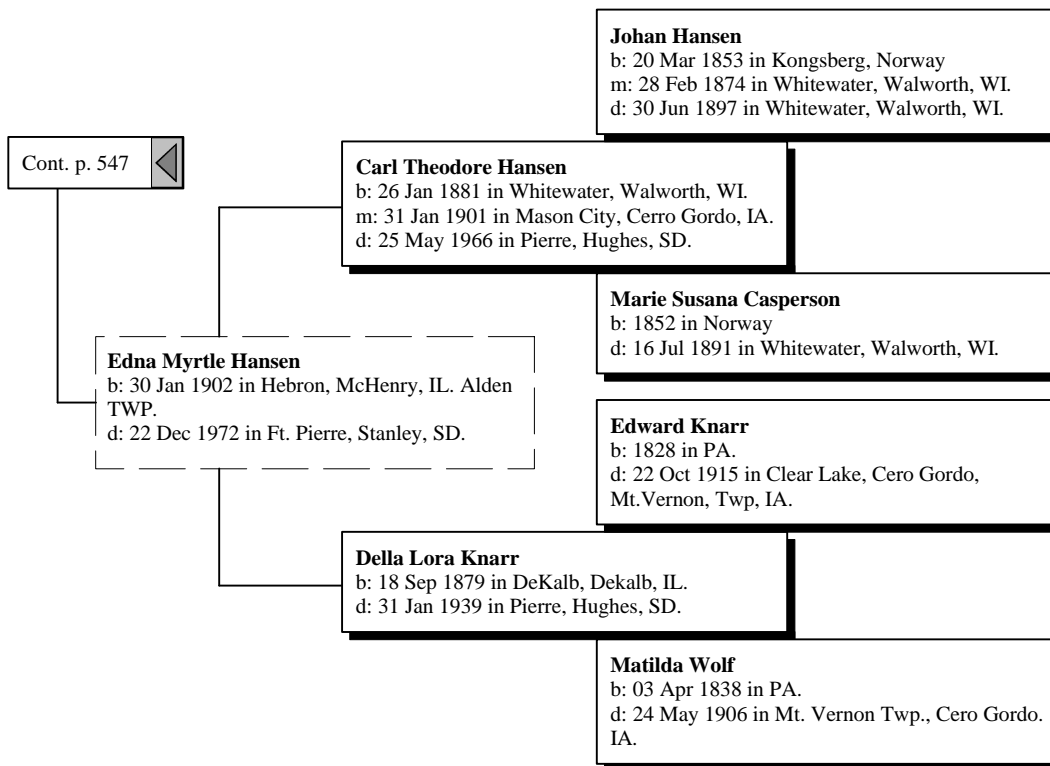 Johan Hansen
b: 20 Mar 1853 in Kongsberg, Norway
m: 28 Feb 1874 in Whitewater, Walworth, WI.
d: 30 Jun 1897 in Whitewater, Walworth, WI.
Cont. p. 547
Carl Theodore Hansen
b: 26 Jan 1881 in Whitewater, Walworth, WI.
m: 31 Jan 1901 in Mason City, Cerro Gordo, IA.
d: 25 May 1966 in Pierre, Hughes, SD.
Marie Susana Casperson
b: 1852 in Norway
d: 16 Jul 1891 in Whitewater, Walworth, WI.
Edna Myrtle Hansen
b: 30 Jan 1902 in Hebron, McHenry, IL. Alden
TWP.
d: 22 Dec 1972 in Ft. Pierre, Stanley, SD.
Edward Knarr
b: 1828 in PA.
d: 22 Oct 1915 in Clear Lake, Cero Gordo,
Mt.Vernon, Twp, IA.
Della Lora Knarr
b: 18 Sep 1879 in DeKalb, Dekalb, IL.
d: 31 Jan 1939 in Pierre, Hughes, SD.
Matilda Wolf
b: 03 Apr 1838 in PA.
d: 24 May 1906 in Mt. Vernon Twp., Cero Gordo.
IA.